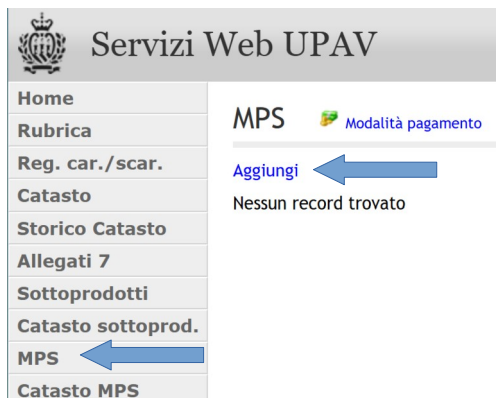 Servizi Web UPAV
Home
Rubrica
Reg. car./scar.
Catasto
Storico Catasto
Allegati 7
Sottoprodotti
Catasto sottoprod.
MPS
Catasto MPS
MPS Modalità pagamento
Aggiungi
Nessun record trovato